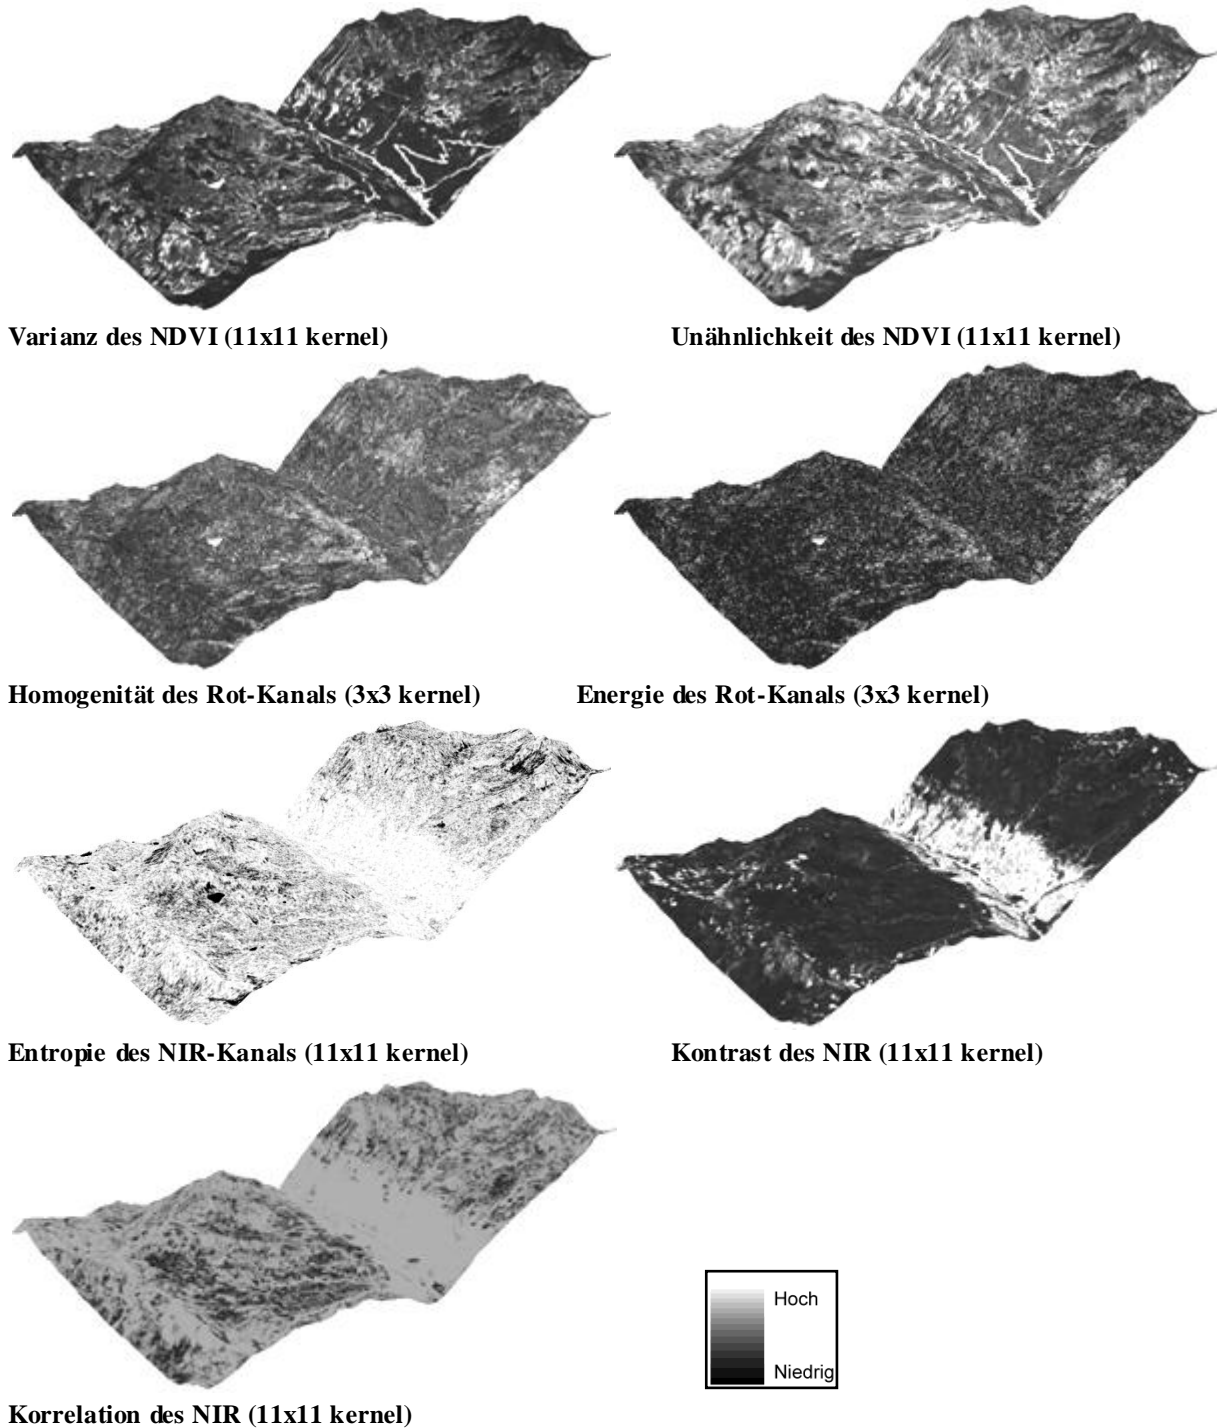 Varianz des NDVI (11x11 kernel)
Unähnlichkeit des NDVI (11x11 kernel)
Homogenität des Rot-Kanals (3x3 kernel)
Energie des Rot-Kanals (3x3 kernel)
Entropie des NIR-Kanals (11x11 kernel)
Kontrast des NIR (11x11 kernel)
Hoch
Niedrig
Korrelation des NIR (11x11 kernel)